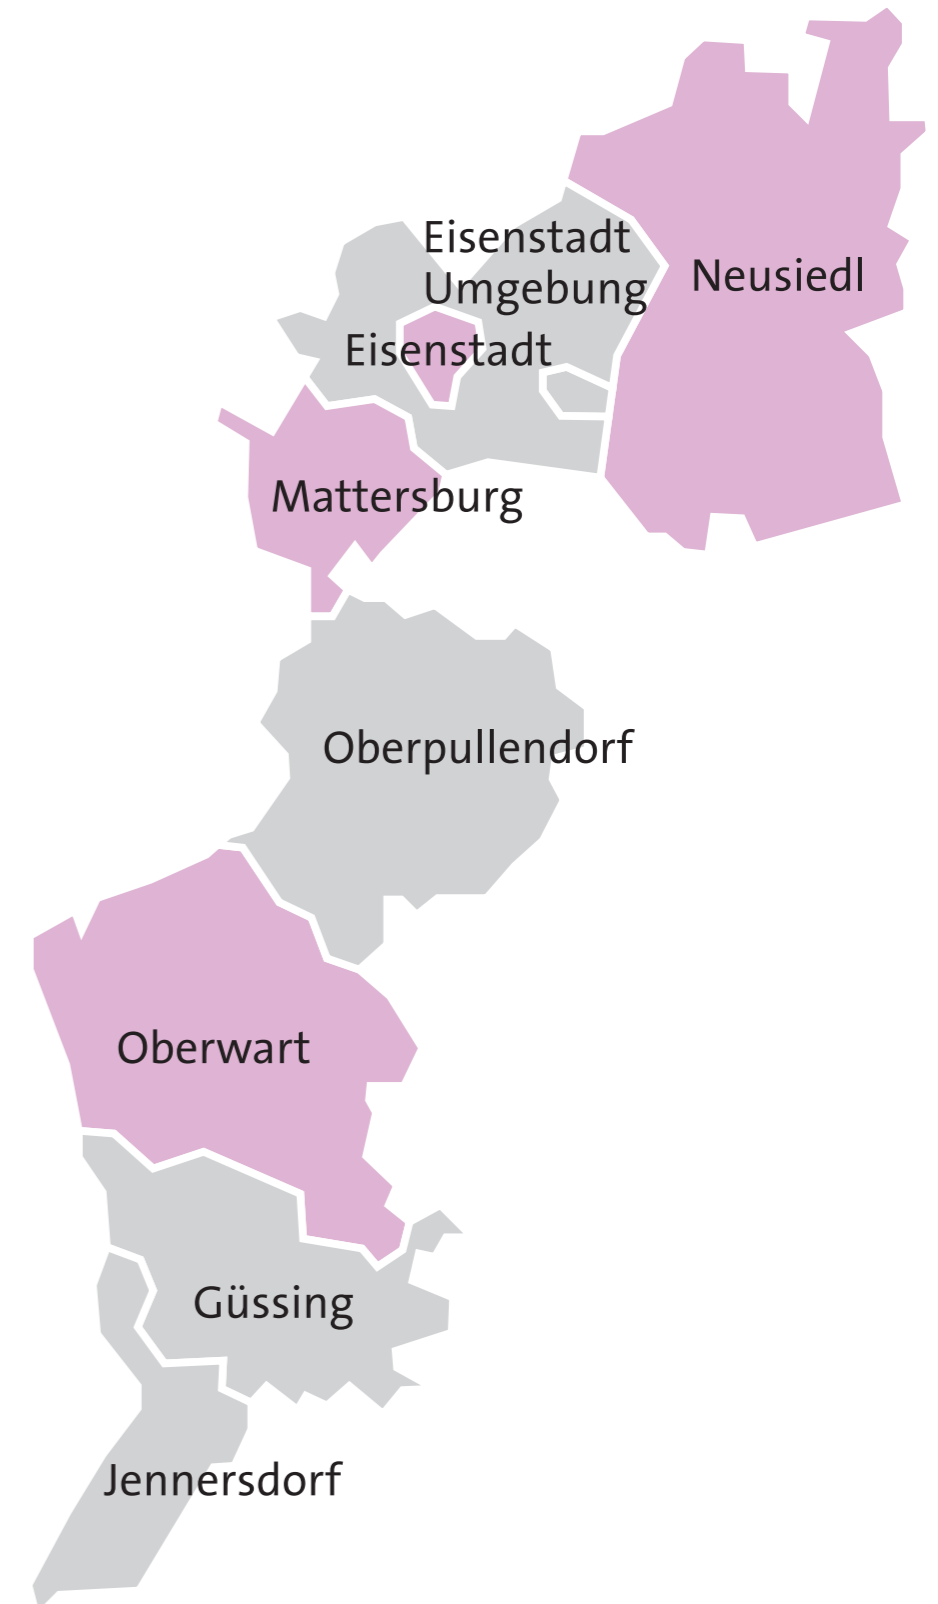 Eisenstadt
Umgebung
Neusiedl
Eisenstadt
Mattersburg
Oberpullendorf
Oberwart
Güssing
Jennersdorf